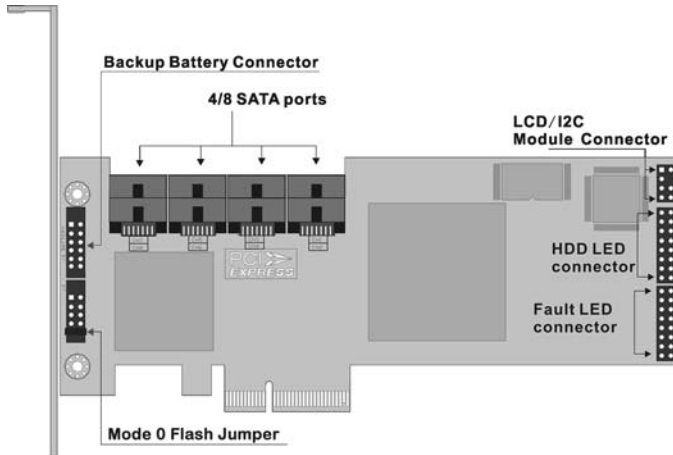 Backup Battery Connector
4/8 SATA ports
LCD/I2C
Module Connector
PCI
EXPRESS
HDD LED
connector
Fault LED
connector
Mode 0 Flash Jumper